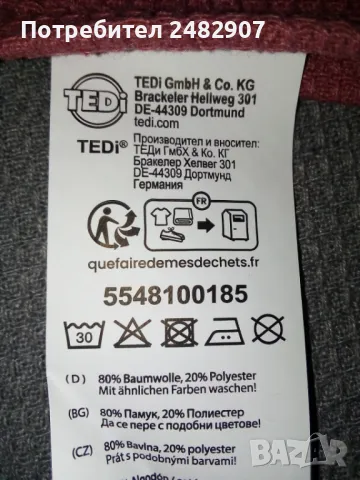 Потребител 2482907
TEDi
TEDi GmbH & Co. KG
Brackeler Hellweg 301
DE-44309 Dortmund
tedi.com
TEDi® Производител и вносител:
ТЕДи ГмбХ & Ко. КГ
Бракелер Хелвег 301
DE-44309 Дортмунд
Германия
FR
quefairedemesdechets.fr
5548100185
30
(D) 80% Baumwolle, 20% Polyester
Mit ähnlichen Farben waschen!
(BG) 80% Памук, 20% Полиестер
Да се пере с подобни цветове!
(CZ) 80% Bavlna, 20% polyester
Prát s podobnými barvami!
BAZAR